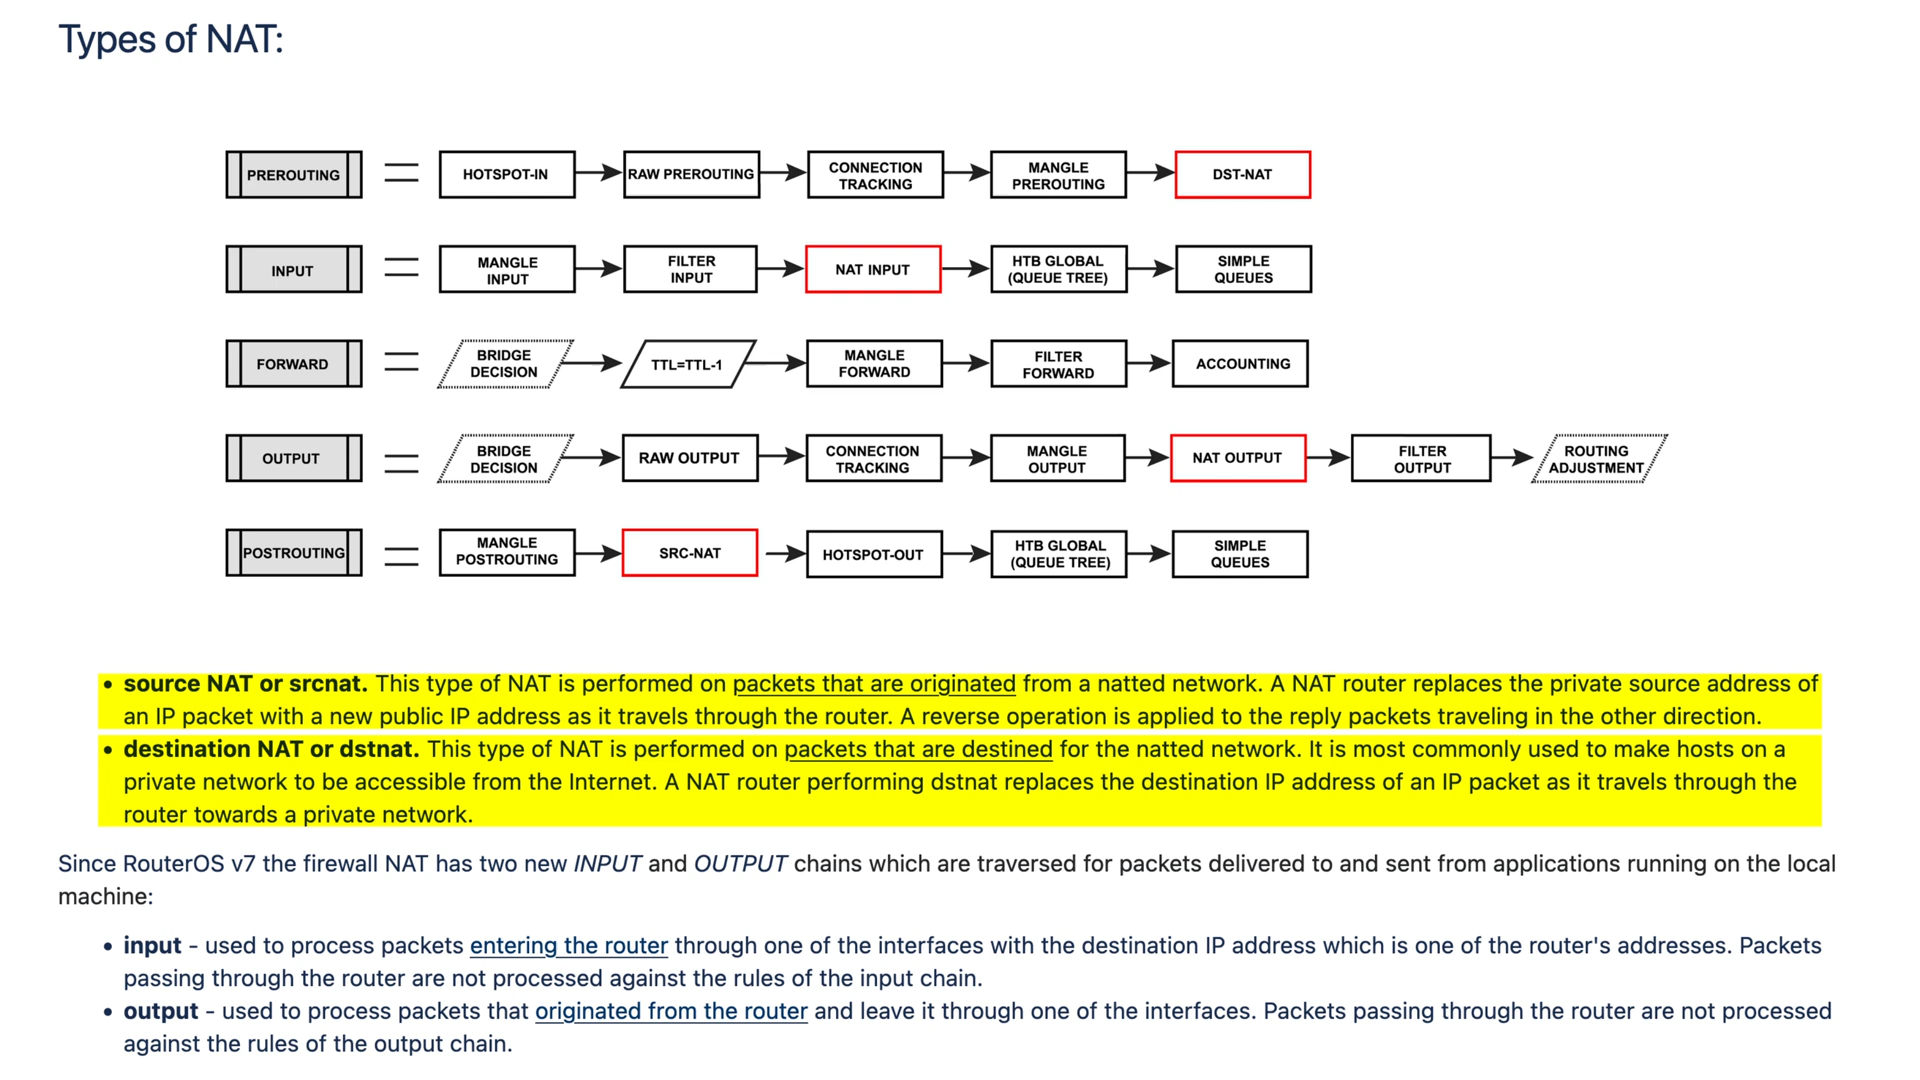 Types of NAT:
PREROUTING
HOTSPOT-IN
RAW PREROUTING
CONNECTION
TRACKING
MANGLE
PREROUTING
DST-NAT
INPUT
MANGLE
INPUT
FILTER
INPUT
NAT INPUT
HTB GLOBAL
(QUEUE TREE)
SIMPLE
QUEUES
FORWARD
BRIDGE
DECISION
TTL=TTL-1
MANGLE
FORWARD
FILTER
FORWARD
ACCOUNTING
OUTPUT
BRIDGE
DECISION
RAW OUTPUT
CONNECTION
TRACKING
MANGLE
OUTPUT
NAT OUTPUT
FILTER
OUTPUT
ROUTING
ADJUSTMENT
POSTROUTING
MANGLE
POSTROUTING
SRC-NAT
HOTSPOT-OUT
HTB GLOBAL
(QUEUE TREE)
SIMPLE
QUEUES
• source NAT or srcnat. This type of NAT is performed on packets that are originated from a natted network. A NAT router replaces the private source address of
an IP packet with a new public IP address as it travels through the router. A reverse operation is applied to the reply packets traveling in the other direction.
• destination NAT or dstnat. This type of NAT is performed on packets that are destined for the natted network. It is most commonly used to make hosts on a
private network to be accessible from the Internet. A NAT router performing dstnat replaces the destination IP address of an IP packet as it travels through the
router towards a private network.
Since RouterOS v7 the firewall NAT has two new INPUT and OUTPUT chains which are traversed for packets delivered to and sent from applications running on the local
machine:
• input - used to process packets entering the router through one of the interfaces with the destination IP address which is one of the router's addresses. Packets
passing through the router are not processed against the rules of the input chain.
• output - used to process packets that originated from the router and leave it through one of the interfaces. Packets passing through the router are not processed
against the rules of the output chain.